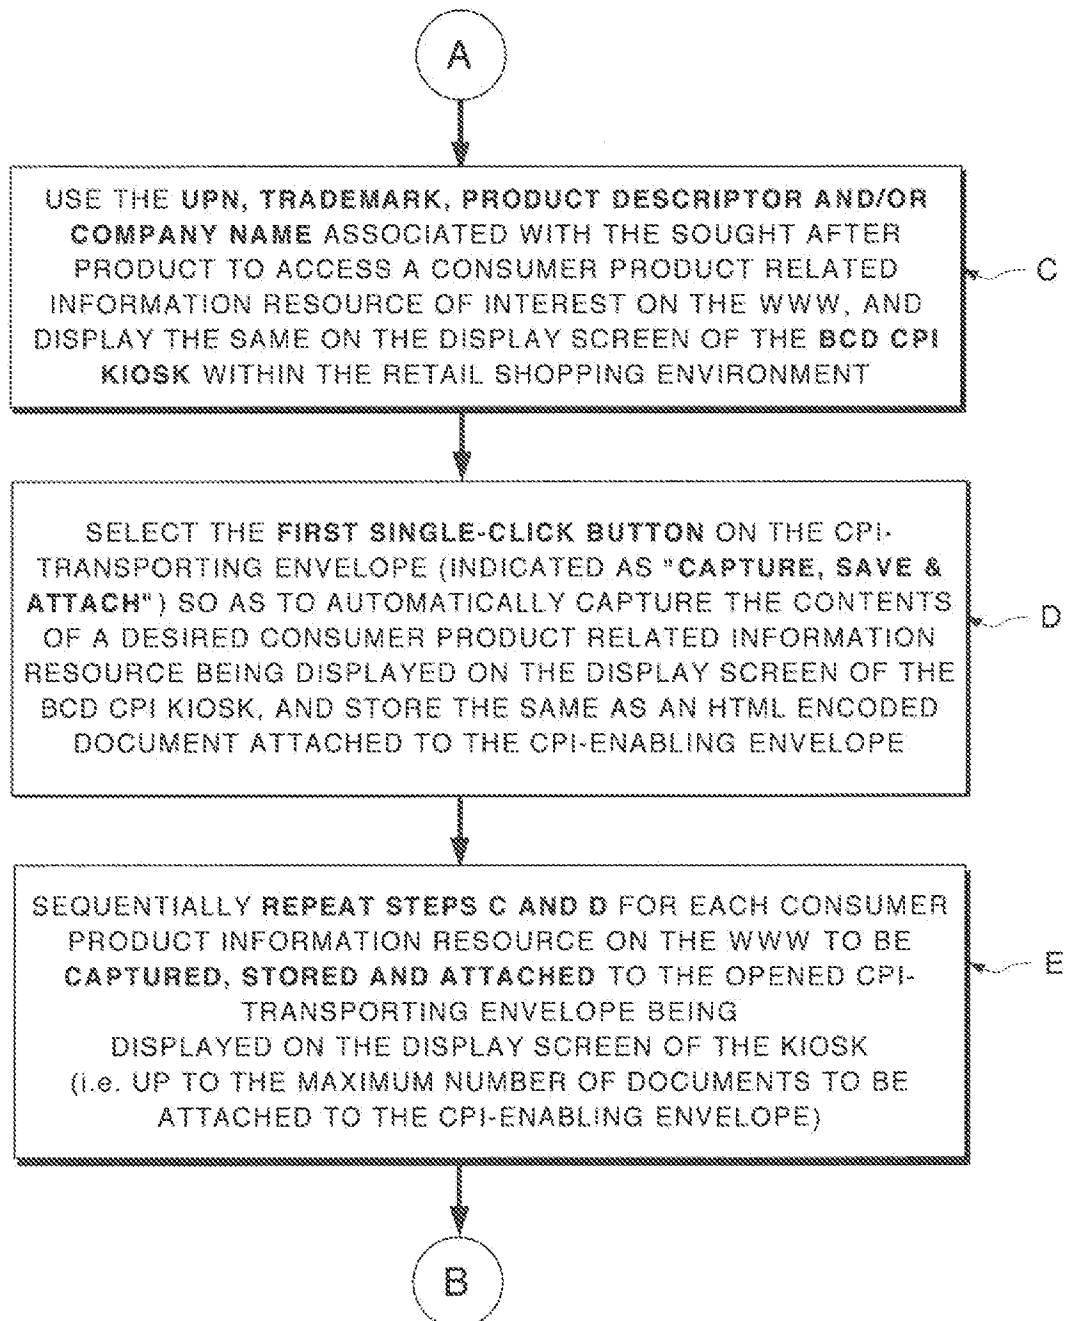 A
USE THE UPN, TRADEMARK, PRODUCT DESCRIPTOR AND/OR
COMPANY NAME ASSOCIATED WITH THE SOUGHT AFTER
PRODUCT TO ACCESS A CONSUMER PRODUCT RELATED
INFORMATION RESOURCE OF INTEREST ON THE WWW, AND
DISPLAY THE SAME ON THE DISPLAY SCREEN OF THE BCD CPI
KIOSK WITHIN THE RETAIL SHOPPING ENVIRONMENT
C
SELECT THE FIRST SINGLE-CLICK BUTTON ON THE CPI-
TRANSPORTING ENVELOPE (INDICATED AS "CAPTURE, SAVE &
ATTACH") SO AS TO AUTOMATICALLY CAPTURE THE CONTENTS
OF A DESIRED CONSUMER PRODUCT RELATED INFORMATION
RESOURCE BEING DISPLAYED ON THE DISPLAY SCREEN OF THE
BCD CPI KIOSK, AND STORE THE SAME AS AN HTML ENCODED
DOCUMENT ATTACHED TO THE CPI-ENABLING ENVELOPE
D
SEQUENTIALLY REPEAT STEPS C AND D FOR EACH CONSUMER
PRODUCT INFORMATION RESOURCE ON THE WWW TO BE
CAPTURED, STORED AND ATTACHED TO THE OPENED CPI-
TRANSPORTING ENVELOPE BEING
DISPLAYED ON THE DISPLAY SCREEN OF THE KIOSK
(i.e. UP TO THE MAXIMUM NUMBER OF DOCUMENTS TO BE
ATTACHED TO THE CPI-ENABLING ENVELOPE)
E
B